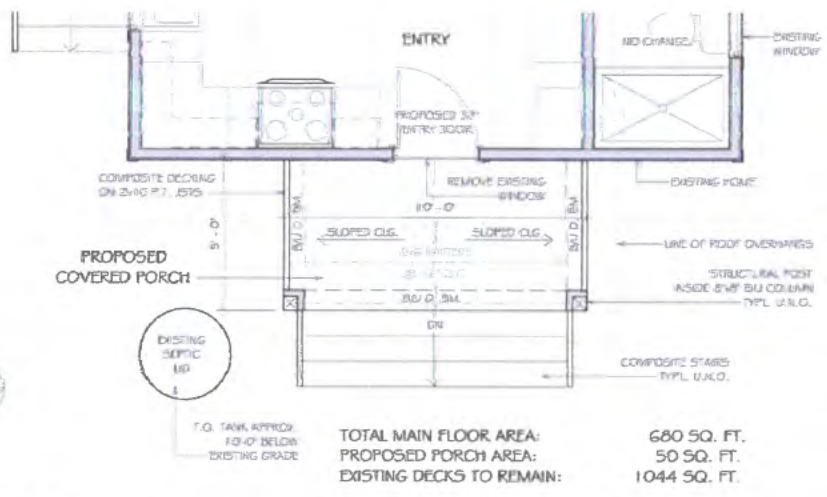 ENTRY
NO CHANGE
EXISTING
WINDOW
PROPOSED
ENTRY DOOR
COMPOSITE DECKING
ON 2X10 P.T. JSTS
REMOVE EXISTING
WINDOW
EXISTING HOME
10'-0"
5'-0"
B/U D. BM.
SLOPED CLG.
SLOPED CLG.
B/U D. BM.
LINE OF ROOF OVERHANGS
PROPOSED
COVERED PORCH
B/U D. BM.
STRUCTURAL POST
INSIDE 8"x8" B/U COLUMN
TYP. U.N.O.
DN
EXISTING
SEPTIC
LID
COMPOSITE STAIRS
TYP. U.N.O.
T.O. TANK APPROX.
1'-0" BELOW
EXISTING GRADE
TOTAL MAIN FLOOR AREA: 680 SQ. FT.
PROPOSED PORCH AREA: 50 SQ. FT.
EXISTING DECKS TO REMAIN: 1044 SQ. FT.